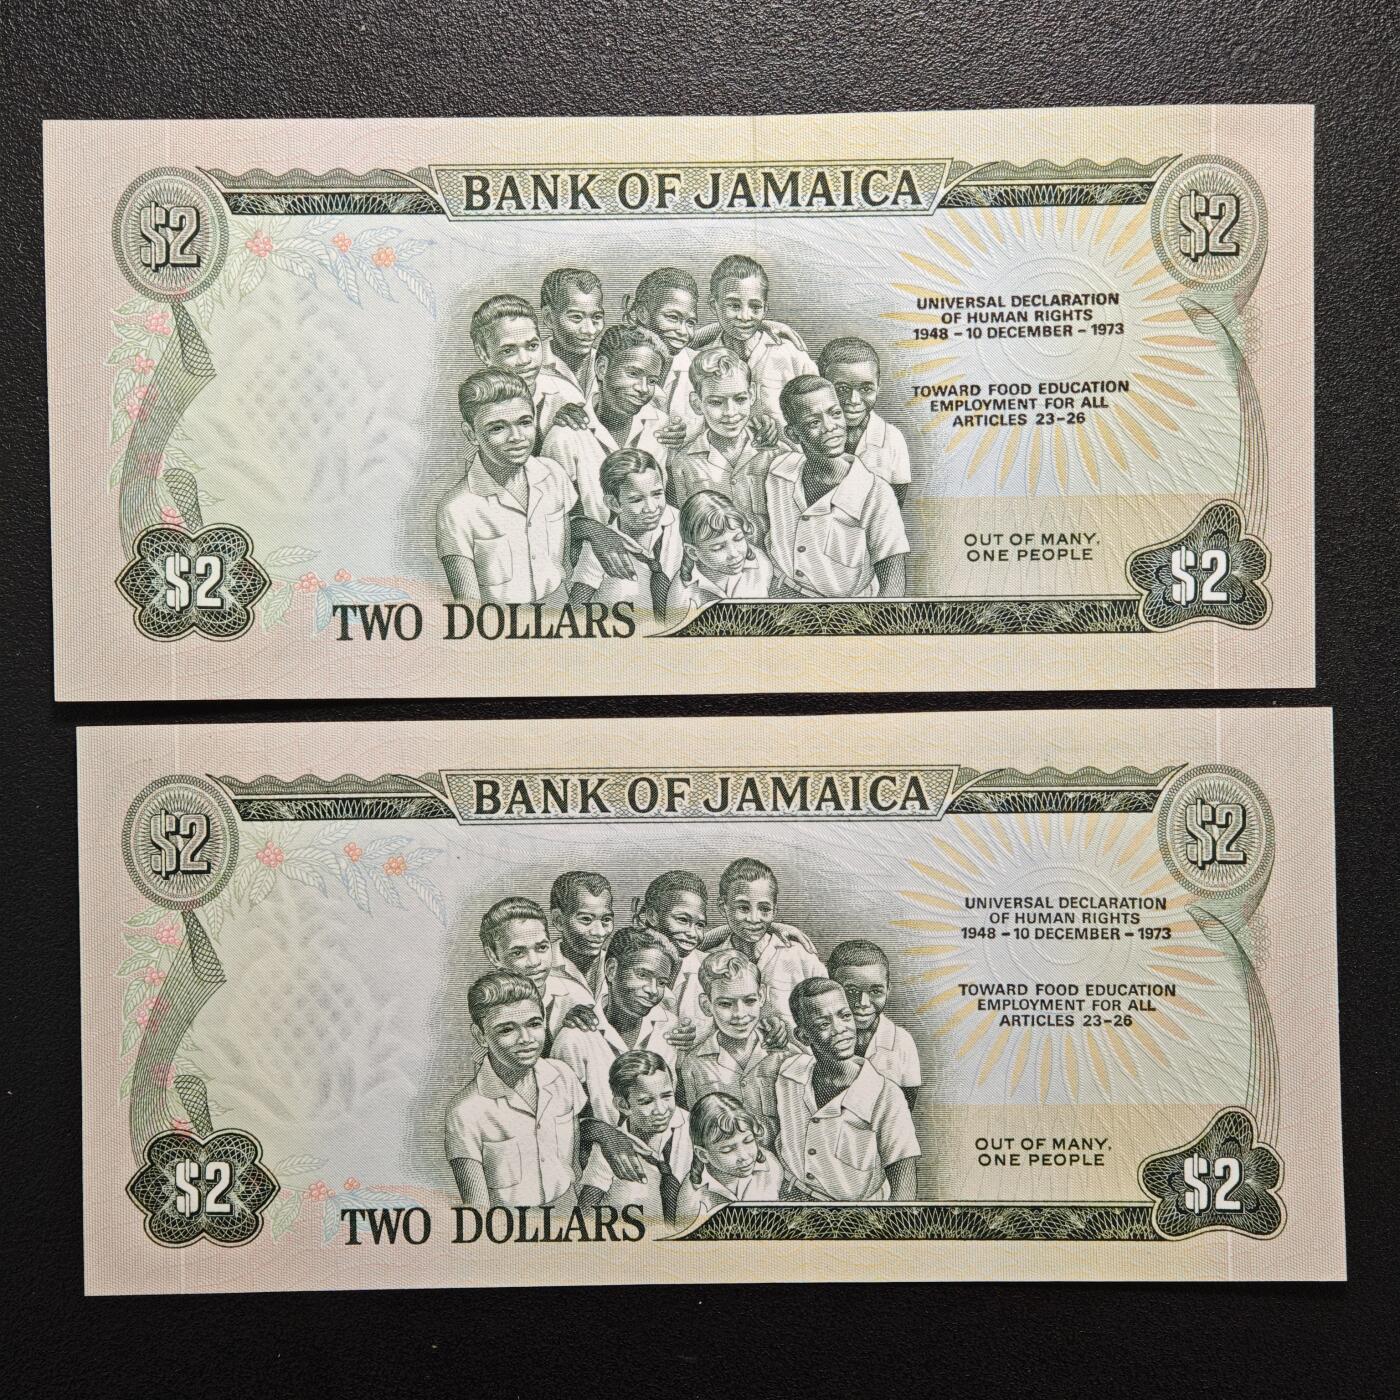 BANK OF JAMAICA
$2
$2
UNIVERSAL DECLARATION
OF HUMAN RIGHTS
1948 – 10 DECEMBER – 1973
TOWARD FOOD EDUCATION
EMPLOYMENT FOR ALL
ARTICLES 23-26
OUT OF MANY,
ONE PEOPLE
$2
$2
TWO DOLLARS
BANK OF JAMAICA
$2
$2
UNIVERSAL DECLARATION
OF HUMAN RIGHTS
1948 – 10 DECEMBER – 1973
TOWARD FOOD EDUCATION
EMPLOYMENT FOR ALL
ARTICLES 23-26
OUT OF MANY,
ONE PEOPLE
$2
$2
TWO DOLLARS